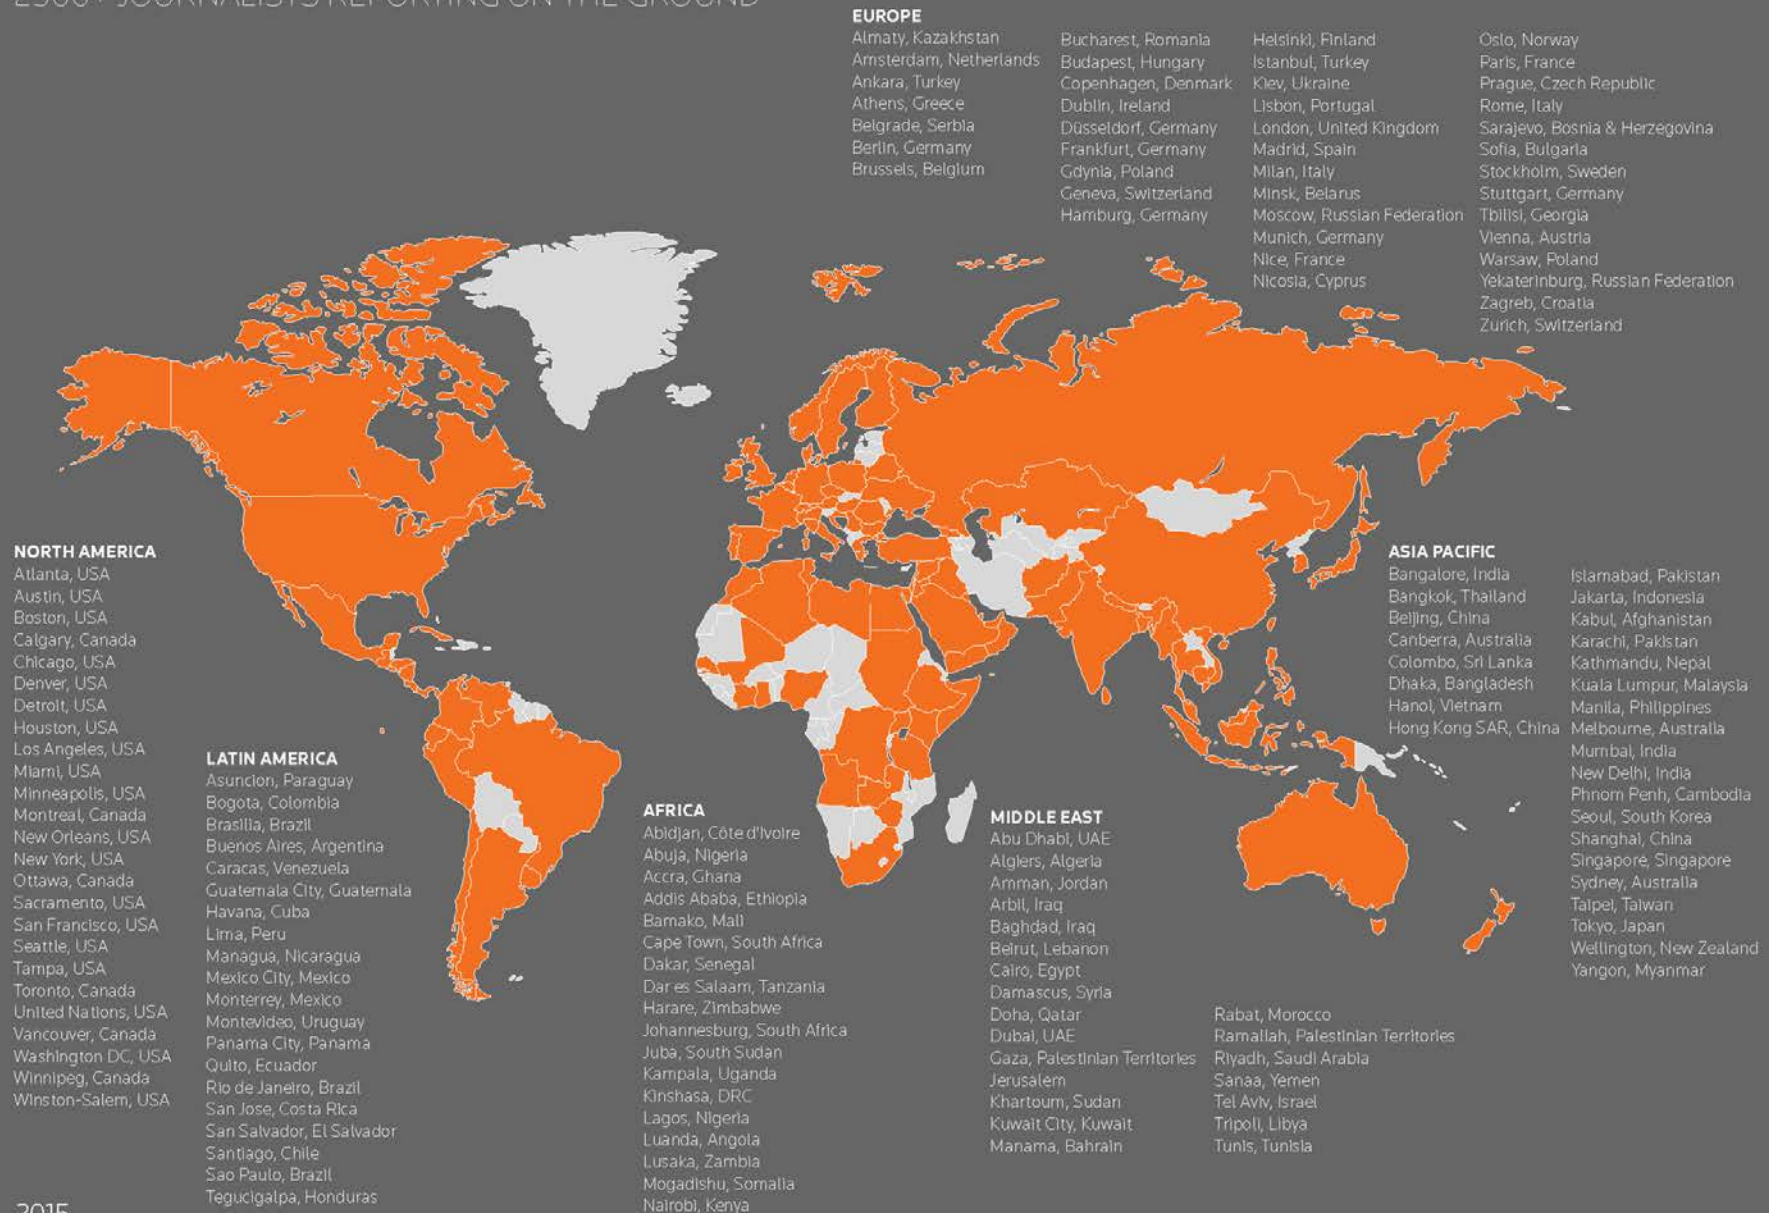 2500+ JOURNALISTS REPORTING ON THE GROUND
EUROPE
Almaty, Kazakhstan
Amsterdam, Netherlands
Ankara, Turkey
Athens, Greece
Belgrade, Serbia
Berlin, Germany
Brussels, Belgium
Bucharest, Romania
Budapest, Hungary
Copenhagen, Denmark
Dublin, Ireland
Düsseldorf, Germany
Frankfurt, Germany
Gdynia, Poland
Geneva, Switzerland
Hamburg, Germany
Helsinki, Finland
Istanbul, Turkey
Kiev, Ukraine
Lisbon, Portugal
London, United Kingdom
Madrid, Spain
Milan, Italy
Minsk, Belarus
Moscow, Russian Federation
Munich, Germany
Nice, France
Nicosia, Cyprus
Oslo, Norway
Paris, France
Prague, Czech Republic
Rome, Italy
Sarajevo, Bosnia & Herzegovina
Sofia, Bulgaria
Stockholm, Sweden
Stuttgart, Germany
Tbilisi, Georgia
Vienna, Austria
Warsaw, Poland
Yekaterinburg, Russian Federation
Zagreb, Croatia
Zurich, Switzerland
NORTH AMERICA
Atlanta, USA
Austin, USA
Boston, USA
Calgary, Canada
Chicago, USA
Denver, USA
Detroit, USA
Houston, USA
Los Angeles, USA
Miami, USA
Minneapolis, USA
Montreal, Canada
New Orleans, USA
New York, USA
Ottawa, Canada
Sacramento, USA
San Francisco, USA
Seattle, USA
Tampa, USA
Toronto, Canada
United Nations, USA
Vancouver, Canada
Washington DC, USA
Winnipeg, Canada
Winston-Salem, USA
LATIN AMERICA
Asuncion, Paraguay
Bogota, Colombia
Brasilia, Brazil
Buenos Aires, Argentina
Caracas, Venezuela
Guatemala City, Guatemala
Havana, Cuba
Lima, Peru
Managua, Nicaragua
Mexico City, Mexico
Monterrey, Mexico
Montevideo, Uruguay
Panama City, Panama
Quito, Ecuador
Rio de Janeiro, Brazil
San Jose, Costa Rica
San Salvador, El Salvador
Santiago, Chile
Sao Paulo, Brazil
Tegucigalpa, Honduras
AFRICA
Abidjan, Côte d'Ivoire
Abuja, Nigeria
Accra, Ghana
Addis Ababa, Ethiopia
Bamako, Mali
Cape Town, South Africa
Dakar, Senegal
Dar es Salaam, Tanzania
Harare, Zimbabwe
Johannesburg, South Africa
Juba, South Sudan
Kampala, Uganda
Kinshasa, DRC
Lagos, Nigeria
Luanda, Angola
Lusaka, Zambia
Mogadishu, Somalia
Nairobi, Kenya
MIDDLE EAST
Abu Dhabi, UAE
Algiers, Algeria
Amman, Jordan
Arbil, Iraq
Baghdad, Iraq
Beirut, Lebanon
Cairo, Egypt
Damascus, Syria
Doha, Qatar
Dubai, UAE
Gaza, Palestinian Territories
Jerusalem
Khartoum, Sudan
Kuwait City, Kuwait
Manama, Bahrain
Rabat, Morocco
Ramallah, Palestinian Territories
Riyadh, Saudi Arabia
Sanaa, Yemen
Tel Aviv, Israel
Tripoli, Libya
Tunis, Tunisia
ASIA PACIFIC
Bangalore, India
Bangkok, Thailand
Beijing, China
Canberra, Australia
Colombo, Sri Lanka
Dhaka, Bangladesh
Hanoi, Vietnam
Hong Kong SAR, China
Islamabad, Pakistan
Jakarta, Indonesia
Kabul, Afghanistan
Karachi, Pakistan
Kathmandu, Nepal
Kuala Lumpur, Malaysia
Manila, Philippines
Melbourne, Australia
Mumbai, India
New Delhi, India
Phnom Penh, Cambodia
Seoul, South Korea
Shanghai, China
Singapore, Singapore
Sydney, Australia
Taipei, Taiwan
Tokyo, Japan
Wellington, New Zealand
Yangon, Myanmar
2015